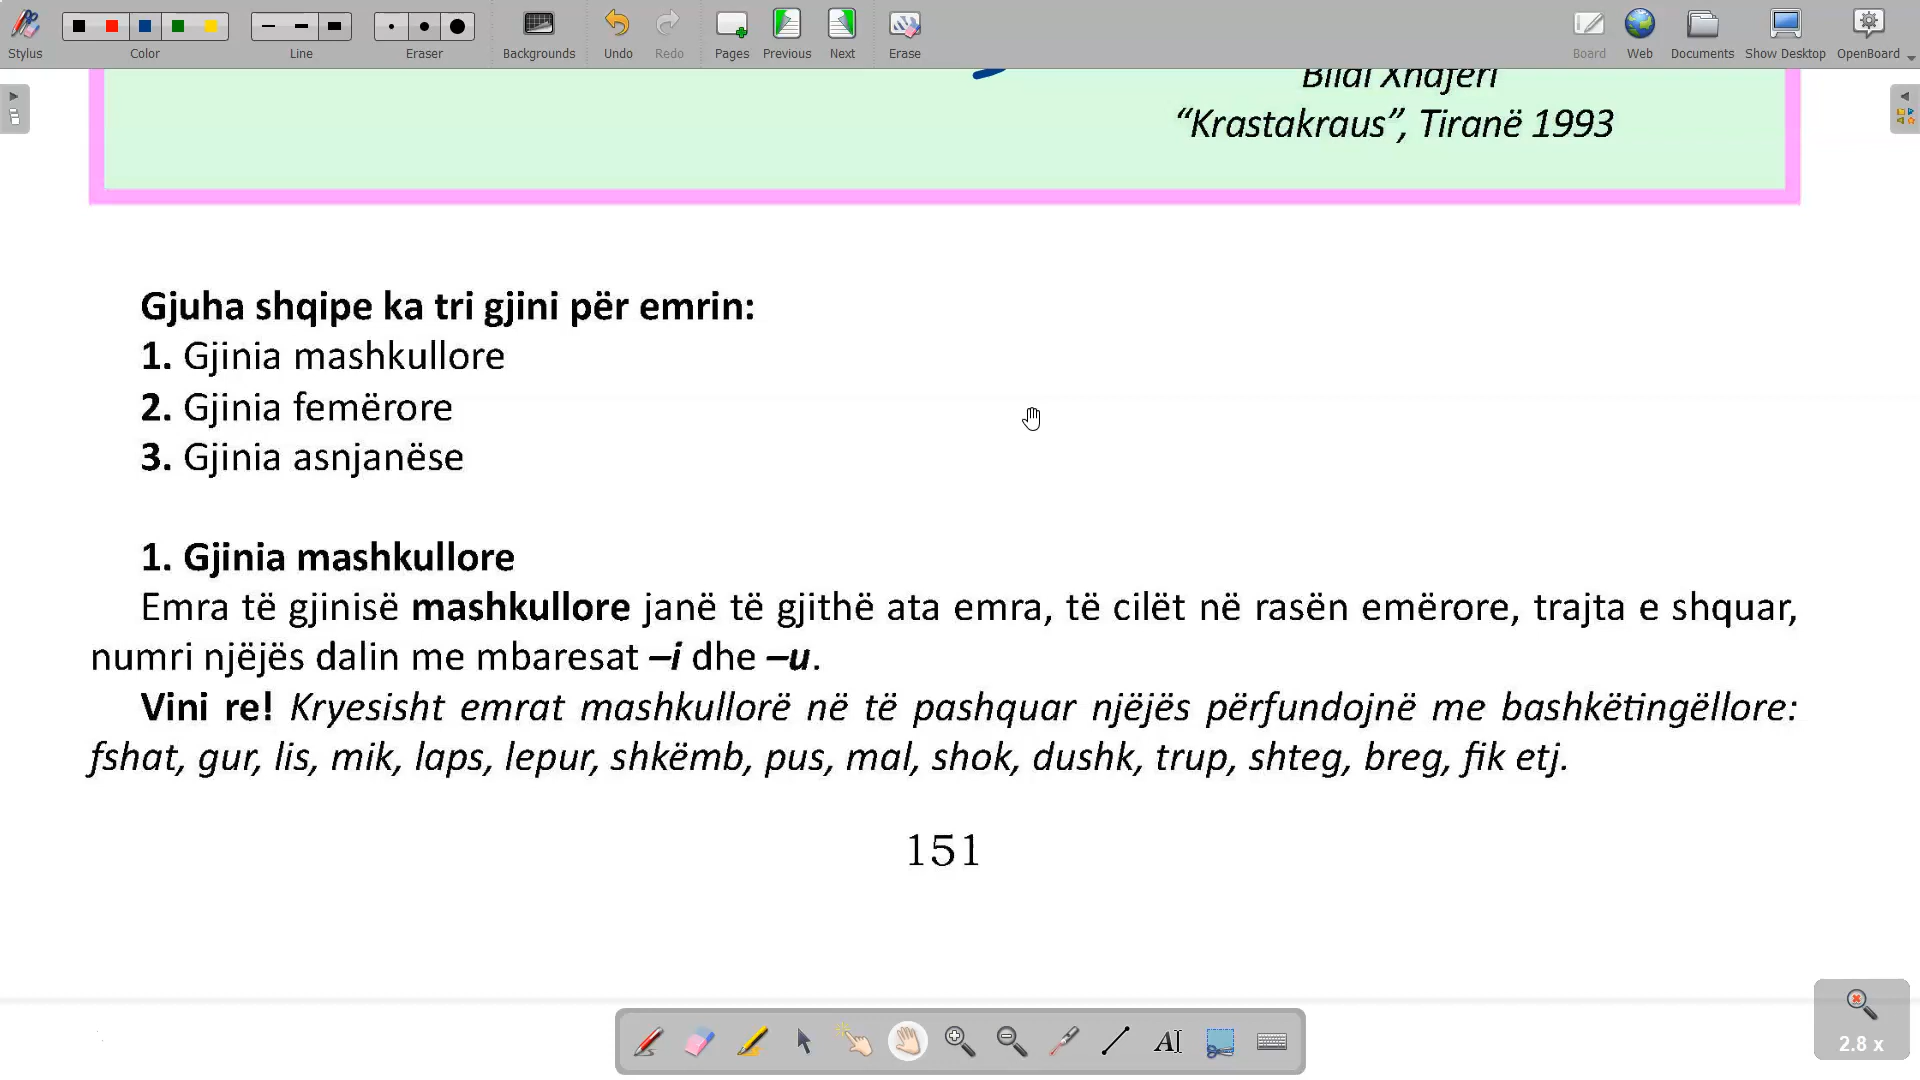 Stylus
Color
Line
Eraser
Backgrounds
Undo
Redo
Pages
Previous
Next
Erase
Board
Web
Documents
Show Desktop
OpenBoard
Bilal Xhaferi
“Krastakraus”, Tiranë 1993
Gjuha shqipe ka tri gjini për emrin:
1. Gjinia mashkullore
2. Gjinia femërore
3. Gjinia asnjanëse
1. Gjinia mashkullore
Emra të gjinisë mashkullore janë të gjithë ata emra, të cilët në rasën emërore, trajta e shquar,
numri njëjës dalin me mbaresat –i dhe –u.
Vini re! Kryesisht emrat mashkullorë në të pashquar njëjës përfundojnë me bashkëtingëllore:
fshat, gur, lis, mik, laps, lepur, shkëmb, pus, mal, shok, dushk, trup, shteg, breg, fik etj.
151
AI
2.8 x